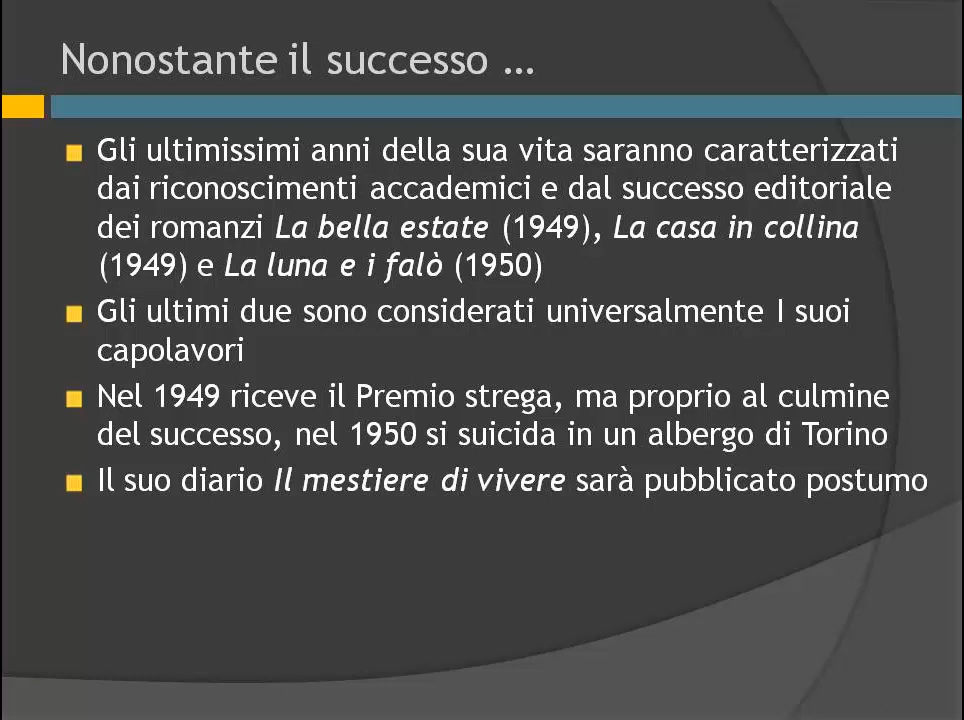 Nonostante il successo …
Gli ultimissimi anni della sua vita saranno caratterizzati
dai riconoscimenti accademici e dal successo editoriale
dei romanzi La bella estate (1949), La casa in collina
(1949) e La luna e i falò (1950)
Gli ultimi due sono considerati universalmente I suoi
capolavori
Nel 1949 riceve il Premio strega, ma proprio al culmine
del successo, nel 1950 si suicida in un albergo di Torino
Il suo diario Il mestiere di vivere sarà pubblicato postumo